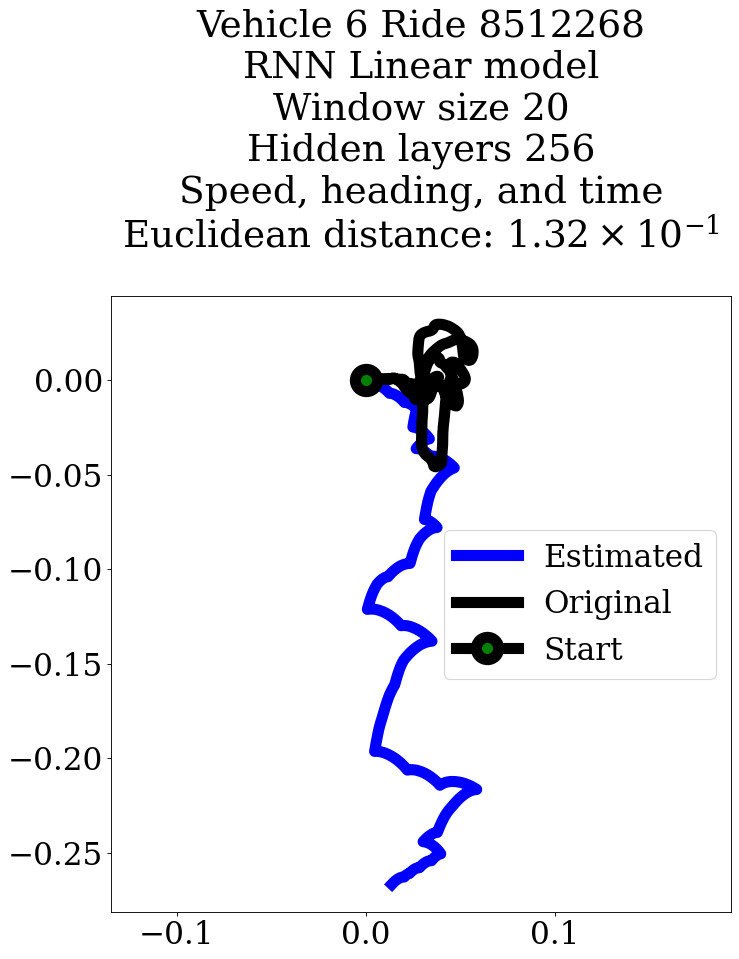 Vehicle 6 Ride 8512268
RNN Linear model
Window size 20
Hidden layers 256
Speed, heading, and time
Euclidean distance: 1.32 × 10⁻¹
0.00
−0.05
−0.10
−0.15
−0.20
−0.25
Estimated
Original
Start
−0.1
0.0
0.1